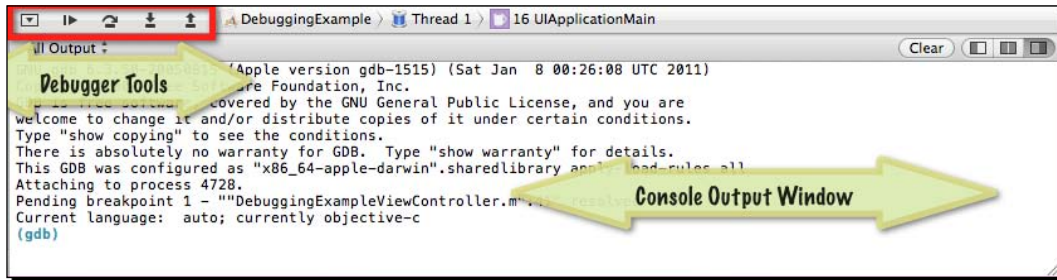 DebuggingExample Thread 1 16 UIApplicationMain
All Output Clear
(Apple version gdb-1515) (Sat Jan 8 00:26:08 UTC 2011)
Debugger Tools
Foundation, Inc.
covered by the GNU General Public License, and you are
welcome to change it and/or distribute copies of it under certain conditions.
Type "show copying" to see the conditions.
There is absolutely no warranty for GDB. Type "show warranty" for details.
This GDB was configured as "x86_64-apple-darwin".sharedlibrary apply-load-rules all
Attaching to process 4728.
Pending breakpoint 1 - ""DebuggingExampleViewController.m"
Console Output Window
Current language: auto; currently objective-c
(gdb)